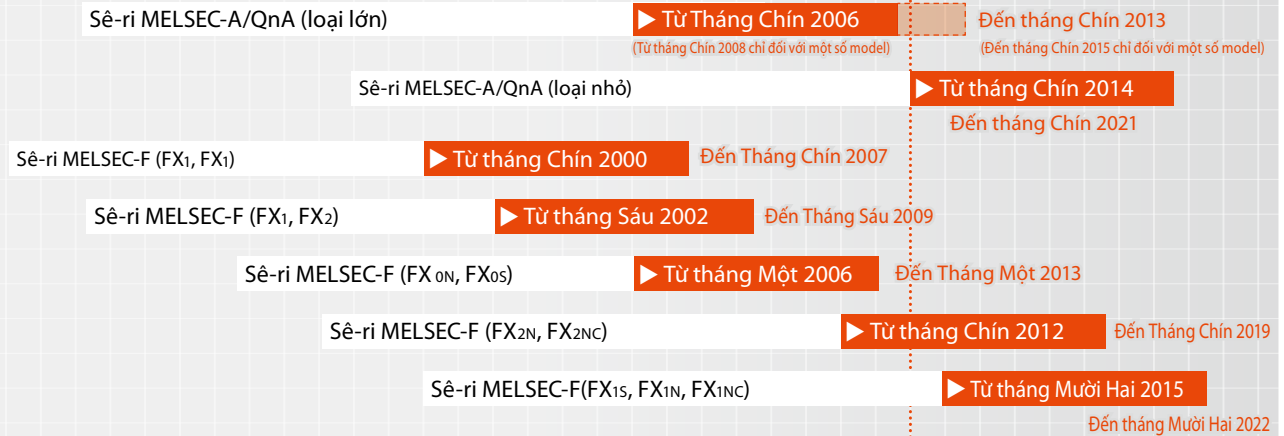 Sê-ri MELSEC-A/QnA (loại lớn) ▶ Từ Tháng Chín 2006 Đến tháng Chín 2013
(Từ tháng Chín 2008 chỉ đối với một số model) (Đến tháng Chín 2015 chỉ đối với một số model)
Sê-ri MELSEC-A/QnA (loại nhỏ) ▶ Từ tháng Chín 2014
Đến tháng Chín 2021
Sê-ri MELSEC-F (FX1, FX1) ▶ Từ tháng Chín 2000 Đến Tháng Chín 2007
Sê-ri MELSEC-F (FX1, FX2) ▶ Từ tháng Sáu 2002 Đến Tháng Sáu 2009
Sê-ri MELSEC-F (FX 0N, FX0S) ▶ Từ tháng Một 2006 Đến Tháng Một 2013
Sê-ri MELSEC-F (FX2N, FX2NC) ▶ Từ tháng Chín 2012 Đến Tháng Chín 2019
Sê-ri MELSEC-F(FX1S, FX1N, FX1NC) ▶ Từ tháng Mười Hai 2015
Đến tháng Mười Hai 2022